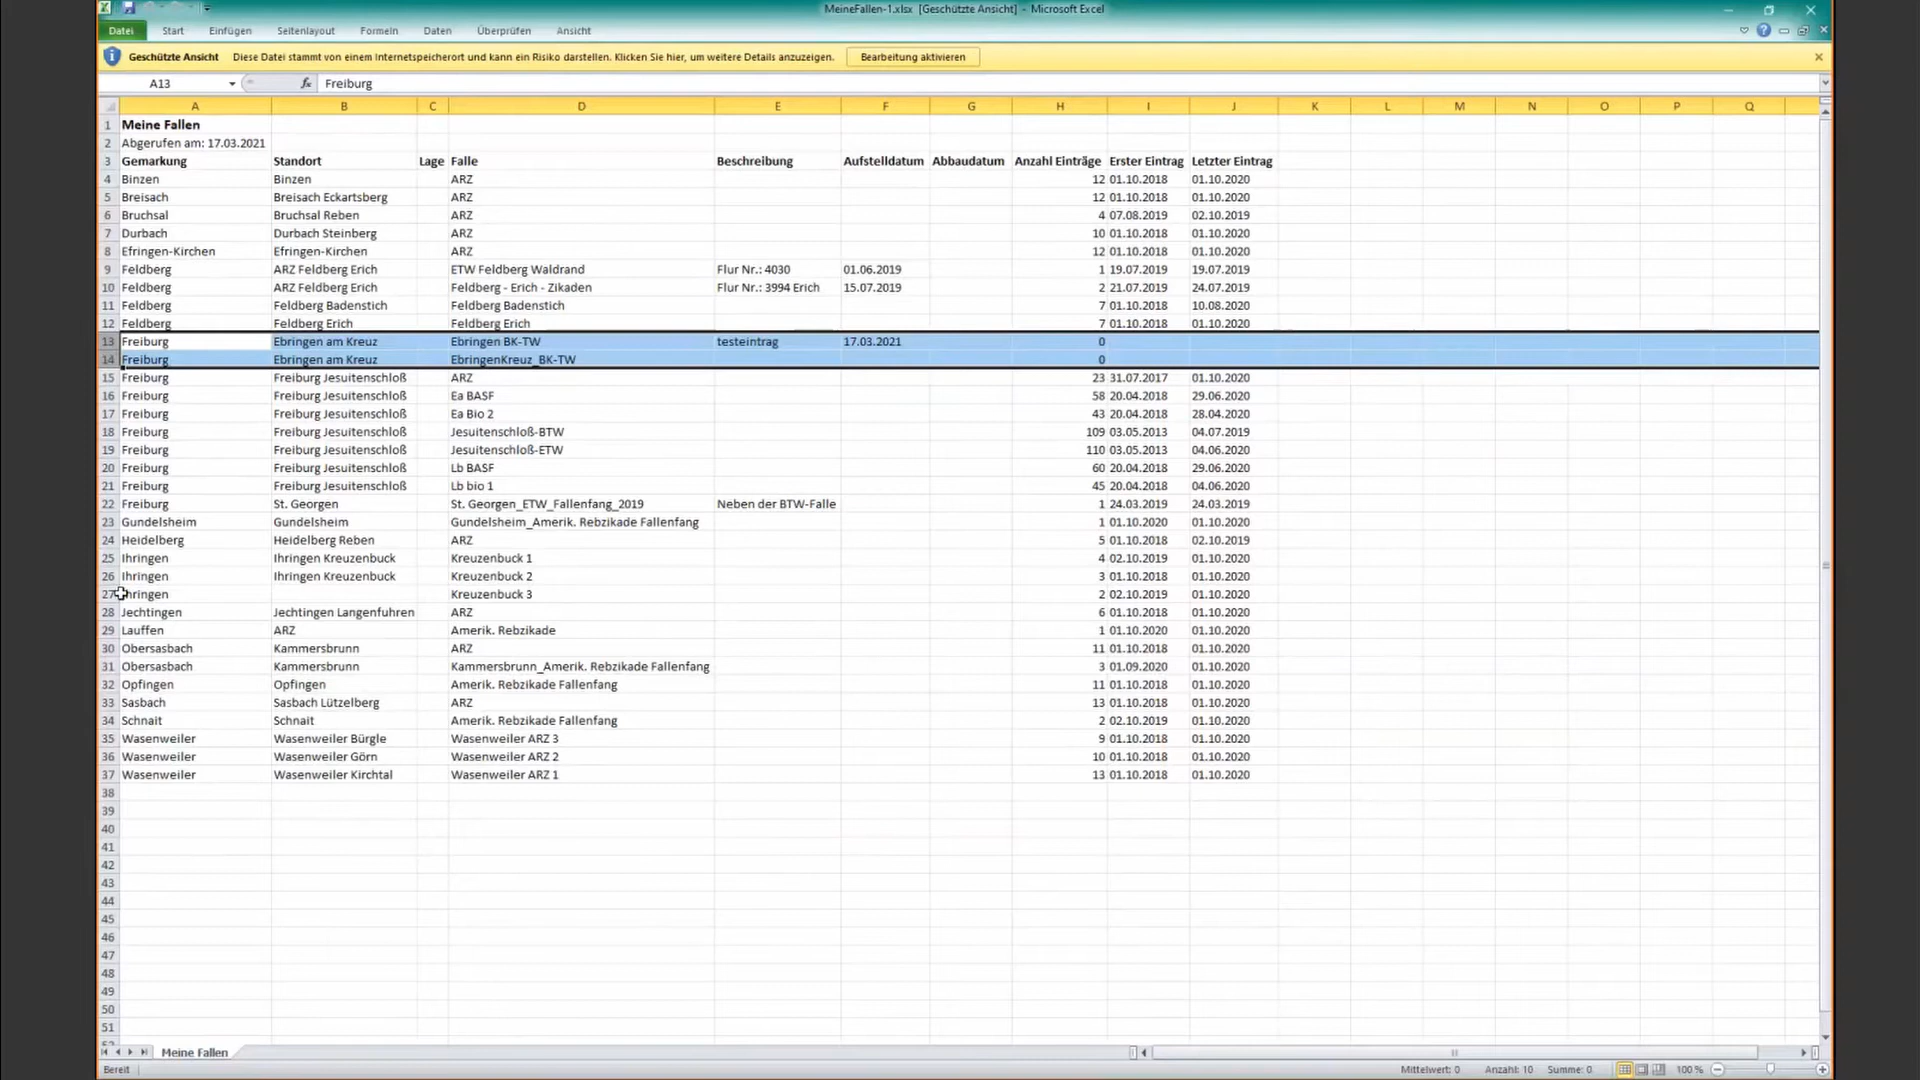 MeineFallen-1.xlsx [Geschützte Ansicht] - Microsoft Excel
Datei Start Einfügen Seitenlayout Formeln Daten Überprüfen Ansicht
Geschützte Ansicht Diese Datei stammt von einem Internetspeicherort und kann ein Risiko darstellen. Klicken Sie hier, um weitere Details anzuzeigen. Bearbeitung aktivieren
A13 fx Freiburg
A B C D E F G H I J K L M N O P Q
1 Meine Fallen
2 Abgerufen am: 17.03.2021
3 Gemarkung Standort Lage Falle Beschreibung Aufstelldatum Abbaudatum Anzahl Einträge Erster Eintrag Letzter Eintrag
4 Binzen Binzen ARZ 12 01.10.2018 01.10.2020
5 Breisach Breisach Eckartsberg ARZ 12 01.10.2018 01.10.2020
6 Bruchsal Bruchsal Reben ARZ 4 07.08.2019 02.10.2019
7 Durbach Durbach Steinberg ARZ 10 01.10.2018 01.10.2020
8 Efringen-Kirchen Efringen-Kirchen ARZ 12 01.10.2018 01.10.2020
9 Feldberg ARZ Feldberg Erich ETW Feldberg Waldrand Flur Nr.: 4030 01.06.2019 1 19.07.2019 19.07.2019
10 Feldberg ARZ Feldberg Erich Feldberg - Erich - Zikaden Flur Nr.: 3994 Erich 15.07.2019 2 21.07.2019 24.07.2019
11 Feldberg Feldberg Badenstich Feldberg Badenstich 7 01.10.2018 10.08.2020
12 Feldberg Feldberg Erich Feldberg Erich 7 01.10.2018 01.10.2020
13 Freiburg Ebringen am Kreuz Ebringen BK-TW testeintrag 17.03.2021 0
14 Freiburg Ebringen am Kreuz EbringenKreuz_BK-TW 0
15 Freiburg Freiburg Jesuitenschloß ARZ 23 31.07.2017 01.10.2020
16 Freiburg Freiburg Jesuitenschloß Ea BASF 58 20.04.2018 29.06.2020
17 Freiburg Freiburg Jesuitenschloß Ea Bio 2 43 20.04.2018 28.04.2020
18 Freiburg Freiburg Jesuitenschloß Jesuitenschloß-BTW 109 03.05.2013 04.07.2019
19 Freiburg Freiburg Jesuitenschloß Jesuitenschloß-ETW 110 03.05.2013 04.06.2020
20 Freiburg Freiburg Jesuitenschloß Lb BASF 60 20.04.2018 29.06.2020
21 Freiburg Freiburg Jesuitenschloß Lb bio 1 45 20.04.2018 04.06.2020
22 Freiburg St. Georgen St. Georgen_ETW_Fallenfang_2019 Neben der BTW-Falle 1 24.03.2019 24.03.2019
23 Gundelsheim Gundelsheim Gundelsheim_Amerik. Rebzikade Fallenfang 1 01.10.2020 01.10.2020
24 Heidelberg Heidelberg Reben ARZ 5 01.10.2018 02.10.2019
25 Ihringen Ihringen Kreuzenbuck Kreuzenbuck 1 4 02.10.2019 01.10.2020
26 Ihringen Ihringen Kreuzenbuck Kreuzenbuck 2 3 01.10.2018 01.10.2020
27 Ihringen Kreuzenbuck 3 2 02.10.2019 01.10.2020
28 Jechtingen Jechtingen Langenfuhren ARZ 6 01.10.2018 01.10.2020
29 Lauffen ARZ Amerik. Rebzikade 1 01.10.2020 01.10.2020
30 Obersasbach Kammersbrunn ARZ 11 01.10.2018 01.10.2020
31 Obersasbach Kammersbrunn Kammersbrunn_Amerik. Rebzikade Fallenfang 3 01.09.2020 01.10.2020
32 Opfingen Opfingen Amerik. Rebzikade Fallenfang 11 01.10.2018 01.10.2020
33 Sasbach Sasbach Lützelberg ARZ 13 01.10.2018 01.10.2020
34 Schnait Schnait Amerik. Rebzikade Fallenfang 2 02.10.2019 01.10.2020
35 Wasenweiler Wasenweiler Bürgle Wasenweiler ARZ 3 9 01.10.2018 01.10.2020
36 Wasenweiler Wasenweiler Görn Wasenweiler ARZ 2 10 01.10.2018 01.10.2020
37 Wasenweiler Wasenweiler Kirchtal Wasenweiler ARZ 1 13 01.10.2018 01.10.2020
38
39
40
41
42
43
44
45
46
47
48
49
50
51
Meine Fallen
Bereit Mittelwert: 0 Anzahl: 10 Summe: 0 100 %